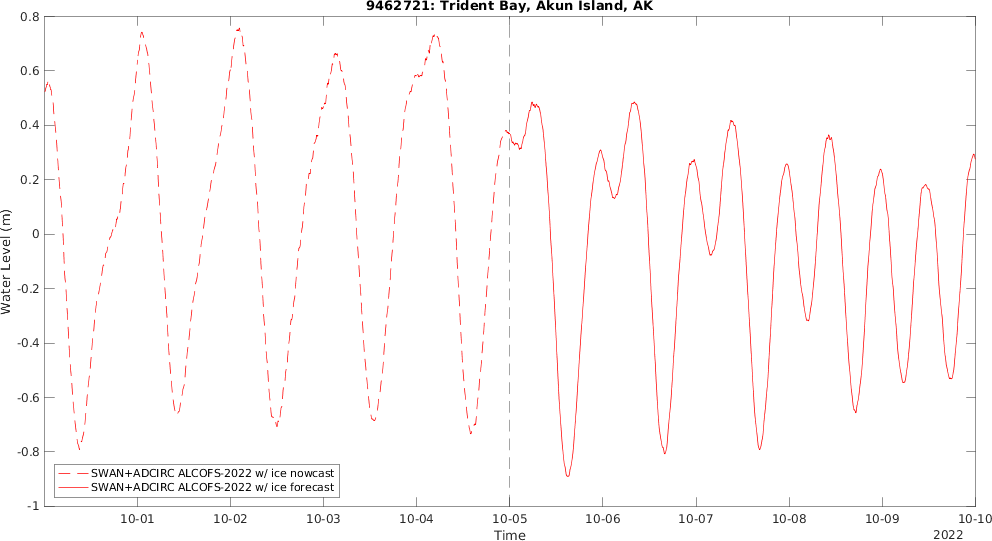 9462721: Trident Bay, Akun Island, AK
Water Level (m)
0.8
0.6
0.4
0.2
0
-0.2
-0.4
-0.6
-0.8
-1
SWAN+ADCIRC ALCOFS-2022 w/ ice nowcast
SWAN+ADCIRC ALCOFS-2022 w/ ice forecast
10-01 10-02 10-03 10-04 10-05 10-06 10-07 10-08 10-09 10-10
Time
2022